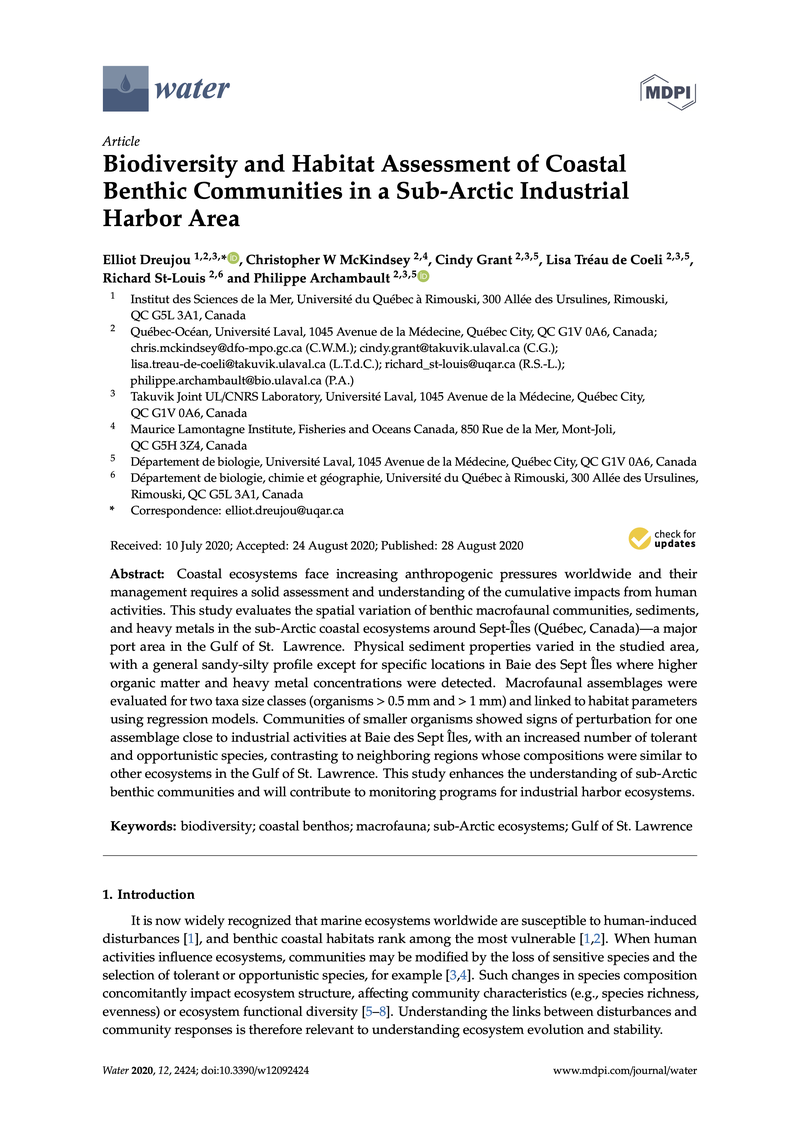 water
MDPI
Article
Biodiversity and Habitat Assessment of Coastal
Benthic Communities in a Sub-Arctic Industrial
Harbor Area
Elliot Dreujou 1,2,3,* iD, Christopher W McKindsey 2,4, Cindy Grant 2,3,5, Lisa Tréau de Coeli 2,3,5,
Richard St-Louis 2,6 and Philippe Archambault 2,3,5 iD
1 Institut des Sciences de la Mer, Université du Québec à Rimouski, 300 Allée des Ursulines, Rimouski,
QC G5L 3A1, Canada
2 Québec-Océan, Université Laval, 1045 Avenue de la Médecine, Québec City, QC G1V 0A6, Canada;
chris.mckindsey@dfo-mpo.gc.ca (C.W.M.); cindy.grant@takuvik.ulaval.ca (C.G.);
lisa.treau-de-coeli@takuvik.ulaval.ca (L.T.d.C.); richard_st-louis@uqar.ca (R.S.-L.);
philippe.archambault@bio.ulaval.ca (P.A.)
3 Takuvik Joint UL/CNRS Laboratory, Université Laval, 1045 Avenue de la Médecine, Québec City,
QC G1V 0A6, Canada
4 Maurice Lamontagne Institute, Fisheries and Oceans Canada, 850 Rue de la Mer, Mont-Joli,
QC G5H 3Z4, Canada
5 Département de biologie, Université Laval, 1045 Avenue de la Médecine, Québec City, QC G1V 0A6, Canada
6 Département de biologie, chimie et géographie, Université du Québec à Rimouski, 300 Allée des Ursulines,
Rimouski, QC G5L 3A1, Canada
* Correspondence: elliot.dreujou@uqar.ca
Received: 10 July 2020; Accepted: 24 August 2020; Published: 28 August 2020
check for
updates
Abstract: Coastal ecosystems face increasing anthropogenic pressures worldwide and their
management requires a solid assessment and understanding of the cumulative impacts from human
activities. This study evaluates the spatial variation of benthic macrofaunal communities, sediments,
and heavy metals in the sub-Arctic coastal ecosystems around Sept-Îles (Québec, Canada)—a major
port area in the Gulf of St. Lawrence. Physical sediment properties varied in the studied area,
with a general sandy-silty profile except for specific locations in Baie des Sept Îles where higher
organic matter and heavy metal concentrations were detected. Macrofaunal assemblages were
evaluated for two taxa size classes (organisms > 0.5 mm and > 1 mm) and linked to habitat parameters
using regression models. Communities of smaller organisms showed signs of perturbation for one
assemblage close to industrial activities at Baie des Sept Îles, with an increased number of tolerant
and opportunistic species, contrasting to neighboring regions whose compositions were similar to
other ecosystems in the Gulf of St. Lawrence. This study enhances the understanding of sub-Arctic
benthic communities and will contribute to monitoring programs for industrial harbor ecosystems.
Keywords: biodiversity; coastal benthos; macrofauna; sub-Arctic ecosystems; Gulf of St. Lawrence
1. Introduction
It is now widely recognized that marine ecosystems worldwide are susceptible to human-induced
disturbances [1], and benthic coastal habitats rank among the most vulnerable [1,2]. When human
activities influence ecosystems, communities may be modified by the loss of sensitive species and the
selection of tolerant or opportunistic species, for example [3,4]. Such changes in species composition
concomitantly impact ecosystem structure, affecting community characteristics (e.g., species richness,
evenness) or ecosystem functional diversity [5–8]. Understanding the links between disturbances and
community responses is therefore relevant to understanding ecosystem evolution and stability.
Water 2020, 12, 2424; doi:10.3390/w12092424
www.mdpi.com/journal/water